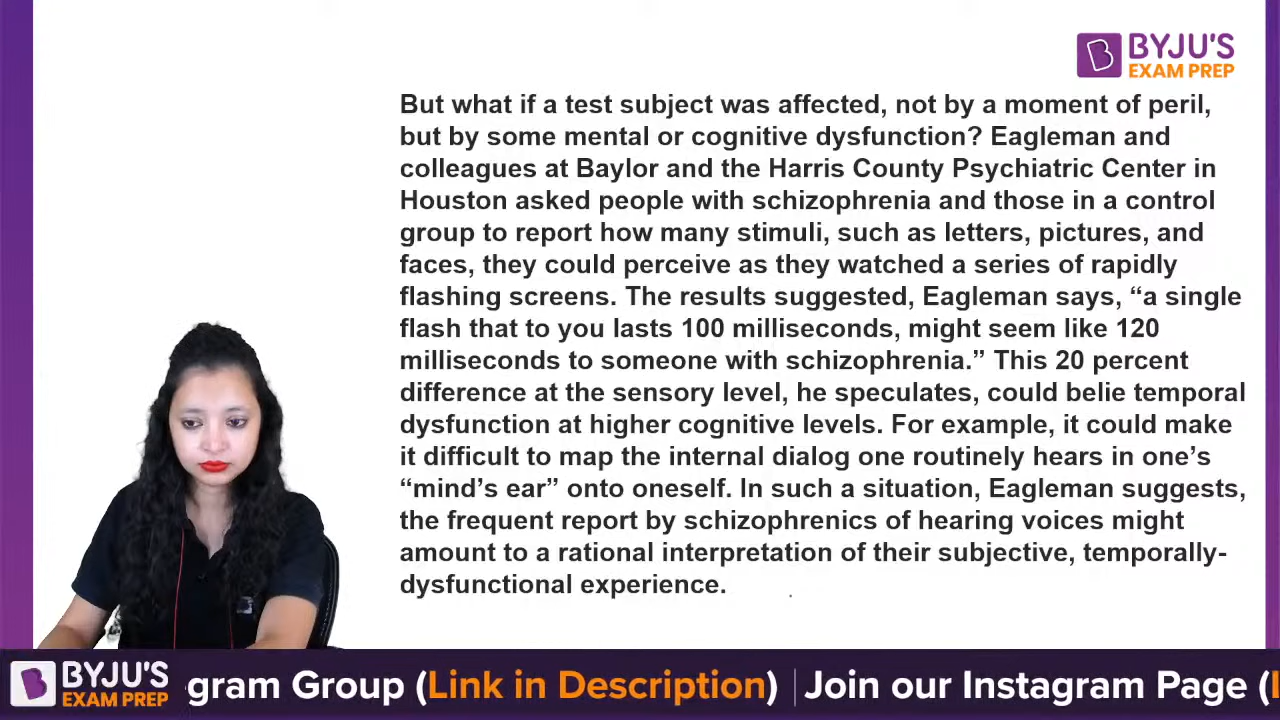 BYJU'S
EXAM PREP
But what if a test subject was affected, not by a moment of peril,
but by some mental or cognitive dysfunction? Eagleman and
colleagues at Baylor and the Harris County Psychiatric Center in
Houston asked people with schizophrenia and those in a control
group to report how many stimuli, such as letters, pictures, and
faces, they could perceive as they watched a series of rapidly
flashing screens. The results suggested, Eagleman says, “a single
flash that to you lasts 100 milliseconds, might seem like 120
milliseconds to someone with schizophrenia.” This 20 percent
difference at the sensory level, he speculates, could belie temporal
dysfunction at higher cognitive levels. For example, it could make
it difficult to map the internal dialog one routinely hears in one’s
“mind’s ear” onto oneself. In such a situation, Eagleman suggests,
the frequent report by schizophrenics of hearing voices might
amount to a rational interpretation of their subjective, temporally-
dysfunctional experience.
BYJU'S
EXAM PREP
gram Group (Link in Description) | Join our Instagram Page (